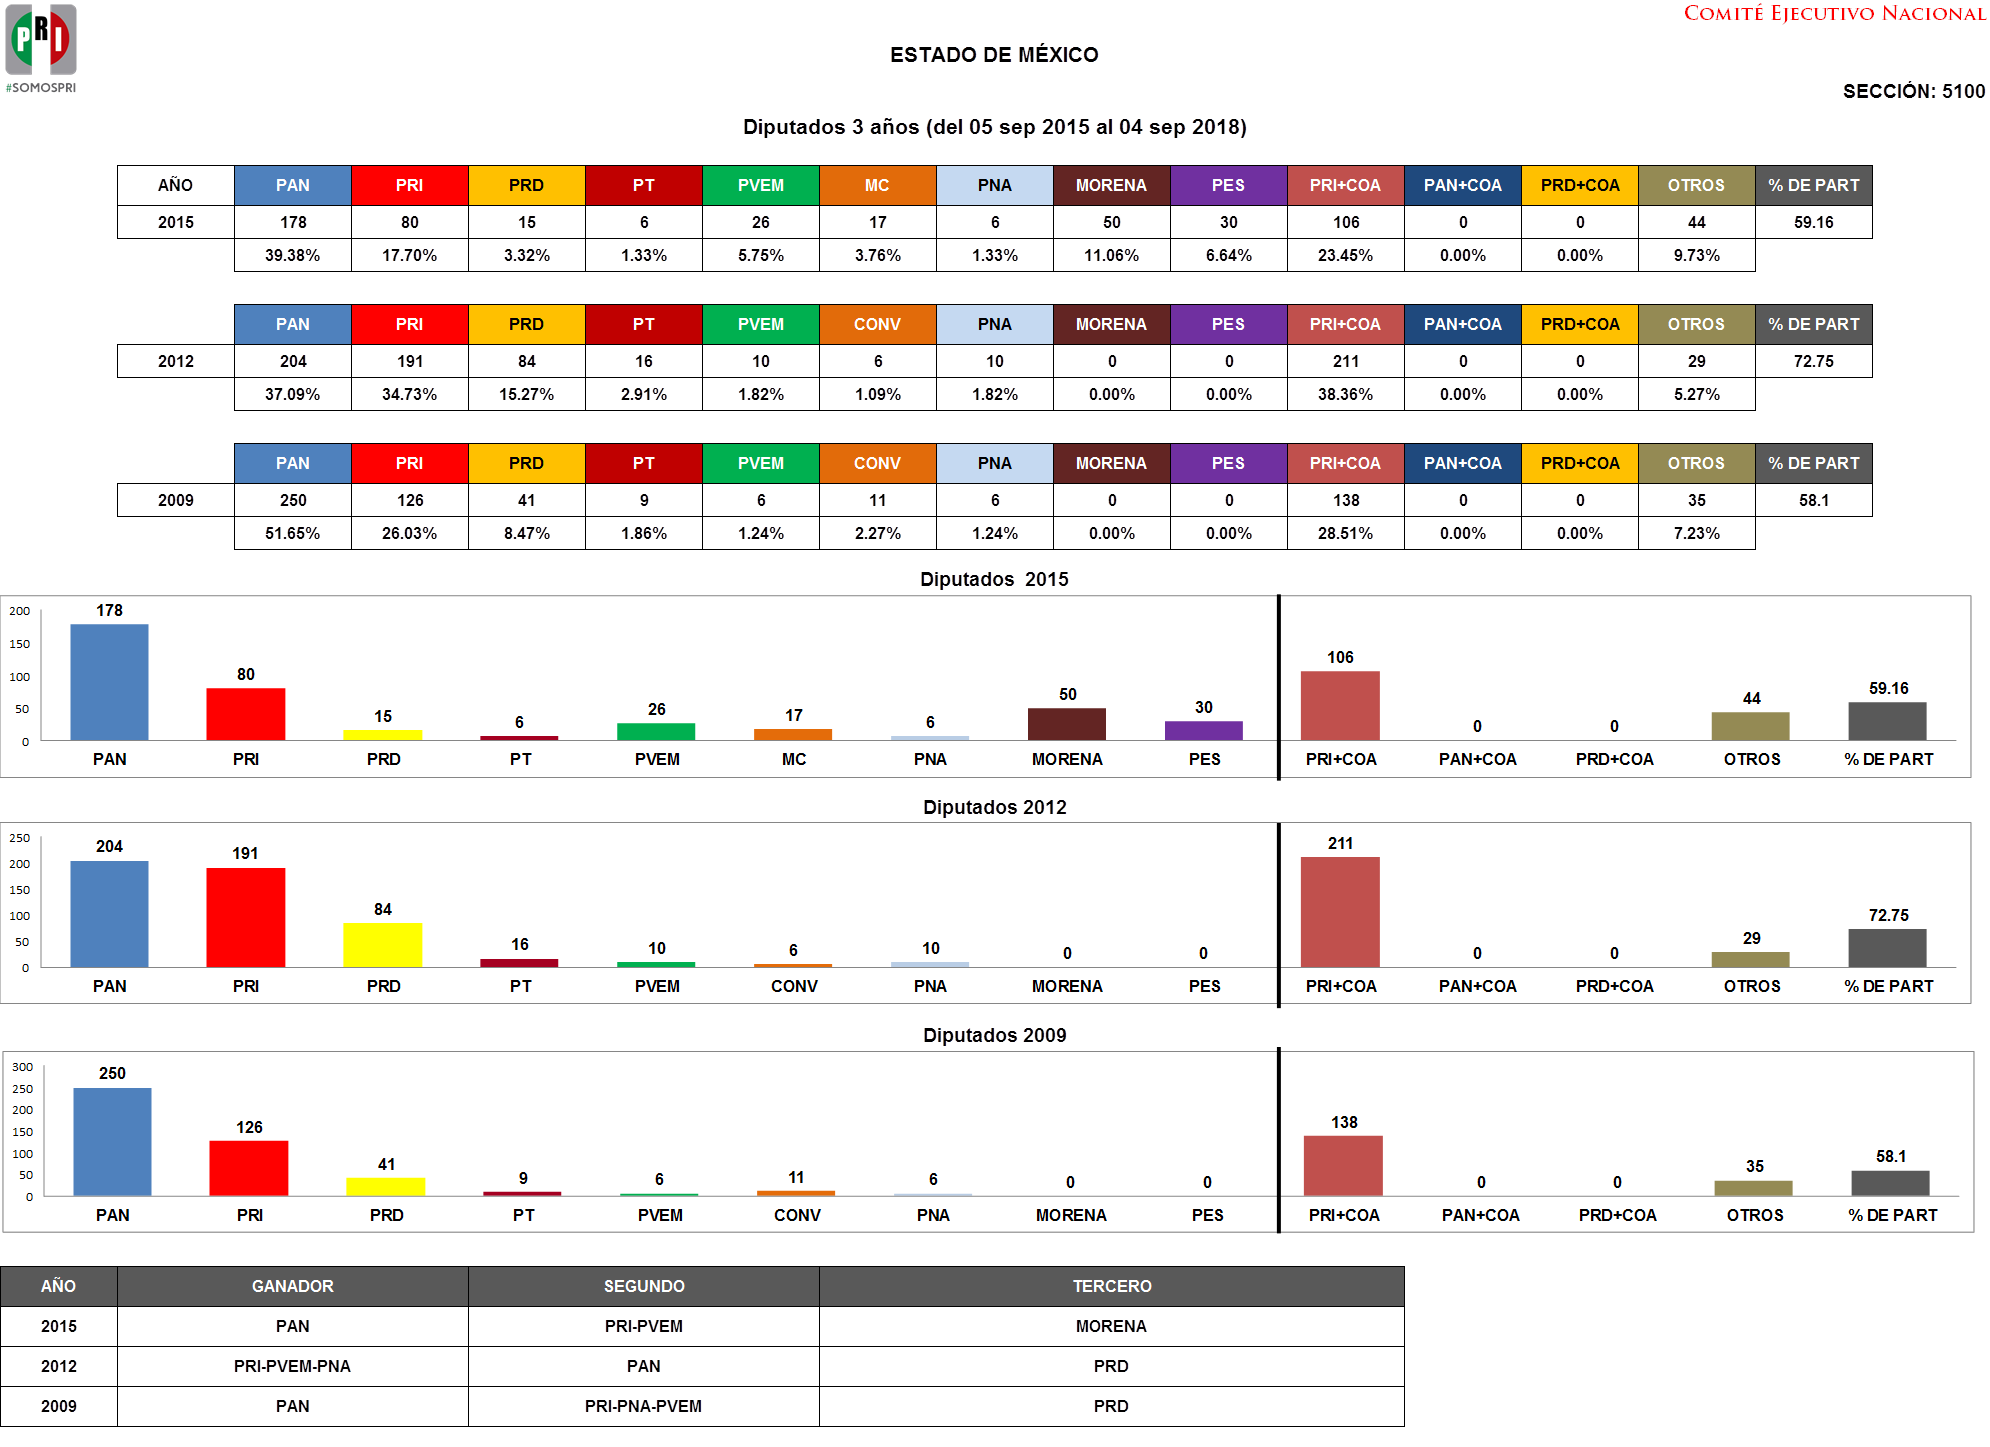 PRI
#SOMOSPRI
COMITÉ EJECUTIVO NACIONAL
ESTADO DE MÉXICO
SECCIÓN: 5100
Diputados 3 años (del 05 sep 2015 al 04 sep 2018)
AÑO PAN PRI PRD PT PVEM MC PNA MORENA PES PRI+COA PAN+COA PRD+COA OTROS % DE PART
2015 178 80 15 6 26 17 6 50 30 106 0 0 44 59.16
39.38% 17.70% 3.32% 1.33% 5.75% 3.76% 1.33% 11.06% 6.64% 23.45% 0.00% 0.00% 9.73%
PAN PRI PRD PT PVEM CONV PNA MORENA PES PRI+COA PAN+COA PRD+COA OTROS % DE PART
2012 204 191 84 16 10 6 10 0 0 211 0 0 29 72.75
37.09% 34.73% 15.27% 2.91% 1.82% 1.09% 1.82% 0.00% 0.00% 38.36% 0.00% 0.00% 5.27%
PAN PRI PRD PT PVEM CONV PNA MORENA PES PRI+COA PAN+COA PRD+COA OTROS % DE PART
2009 250 126 41 9 6 11 6 0 0 138 0 0 35 58.1
51.65% 26.03% 8.47% 1.86% 1.24% 2.27% 1.24% 0.00% 0.00% 28.51% 0.00% 0.00% 7.23%
Diputados 2015
200
150
100
50
0
178 80 15 6 26 17 6 50 30 106 0 0 44 59.16
PAN PRI PRD PT PVEM MC PNA MORENA PES PRI+COA PAN+COA PRD+COA OTROS % DE PART
Diputados 2012
250
200
150
100
50
0
204 191 84 16 10 6 10 0 0 211 0 0 29 72.75
PAN PRI PRD PT PVEM CONV PNA MORENA PES PRI+COA PAN+COA PRD+COA OTROS % DE PART
Diputados 2009
300
250
200
150
100
50
0
250 126 41 9 6 11 6 0 0 138 0 0 35 58.1
PAN PRI PRD PT PVEM CONV PNA MORENA PES PRI+COA PAN+COA PRD+COA OTROS % DE PART
AÑO GANADOR SEGUNDO TERCERO
2015 PAN PRI-PVEM MORENA
2012 PRI-PVEM-PNA PAN PRD
2009 PAN PRI-PNA-PVEM PRD